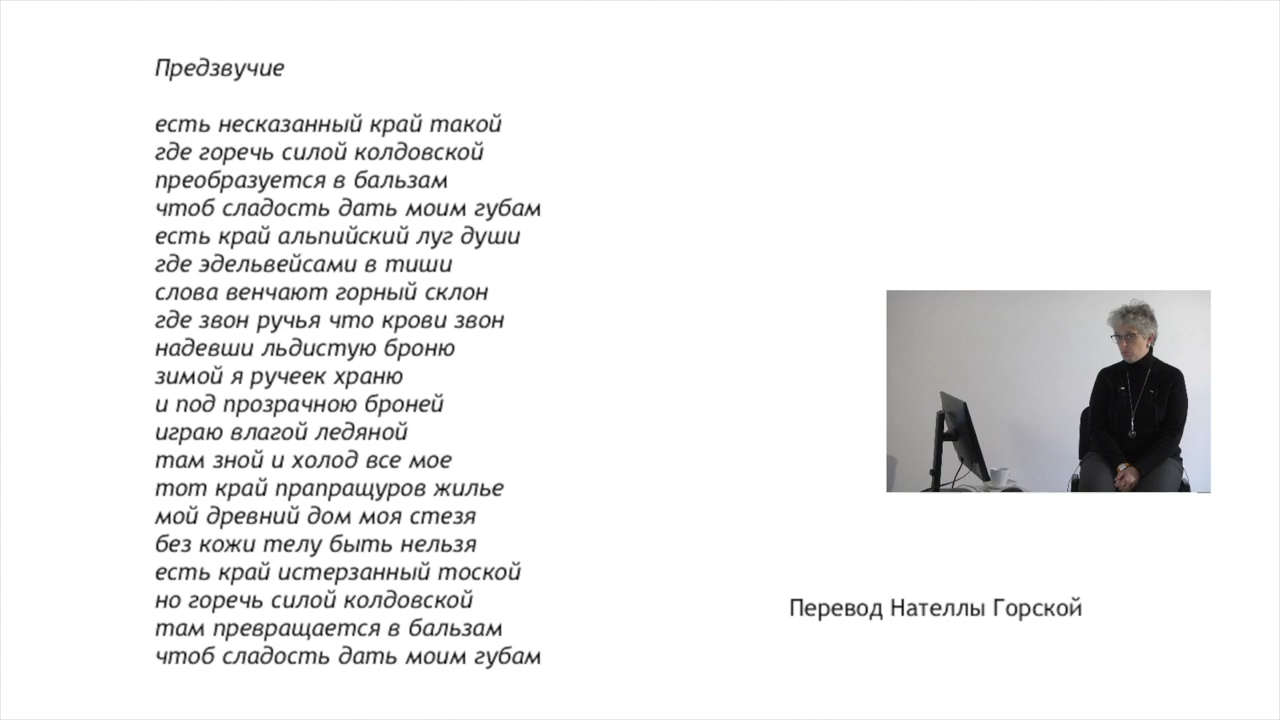 Предзвучие
есть несказанный край такой
где горечь силой колдовской
преобразуется в бальзам
чтоб сладость дать моим губам
есть край альпийский луг души
где эдельвейсами в тиши
слова венчают горный склон
где звон ручья что крови звон
надевши льдистую броню
зимой я ручеек храню
и под прозрачною броней
играю влагой ледяной
там зной и холод все мое
тот край прапращуров жилье
мой древний дом моя стезя
без кожи телу быть нельзя
есть край истерзанный тоской
но горечь силой колдовской
там превращается в бальзам
чтоб сладость дать моим губам
Перевод Нателлы Горской